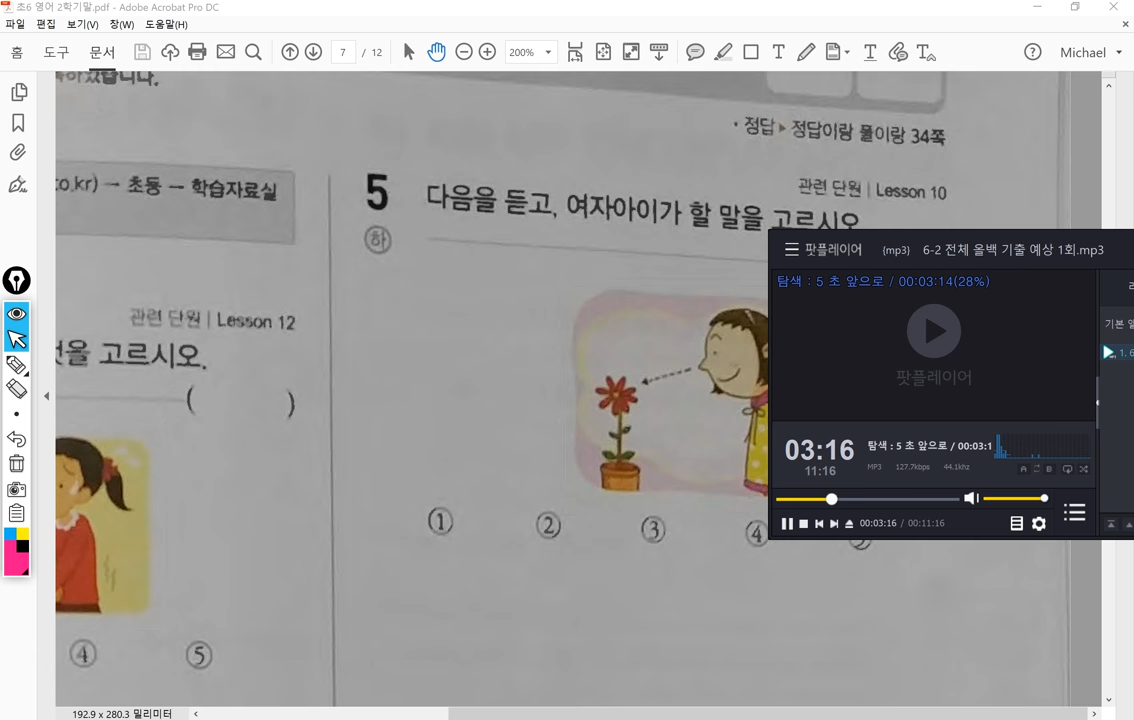 초6 영어 2학기말.pdf - Adobe Acrobat Pro DC
파일 편집 보기(V) 창(W) 도움말(H)
홈 도구 문서 7 / 12 200% Michael
정답 ▶ 정답이랑 풀이랑 34쪽
관련 단원 | Lesson 10
5 다음을 듣고, 여자아이가 할 말을 고르시오
하
① ② ③ ④
.kr) → 초등 → 학습자료실
관련 단원 | Lesson 12
고르시오.
( )
④ ⑤
팟플레이어 (mp3) 6-2 전체 올백 기출 예상 1회.mp3
탐색 : 5 초 앞으로 / 00:03:14(28%)
기본
팟플레이어
1. 6
03:16
11:16
탐색 : 5 초 앞으로 / 00:03:1
MP3 127.7kbps 44.1khz
00:03:16 / 00:11:16
192.9 x 280.3 밀리미터